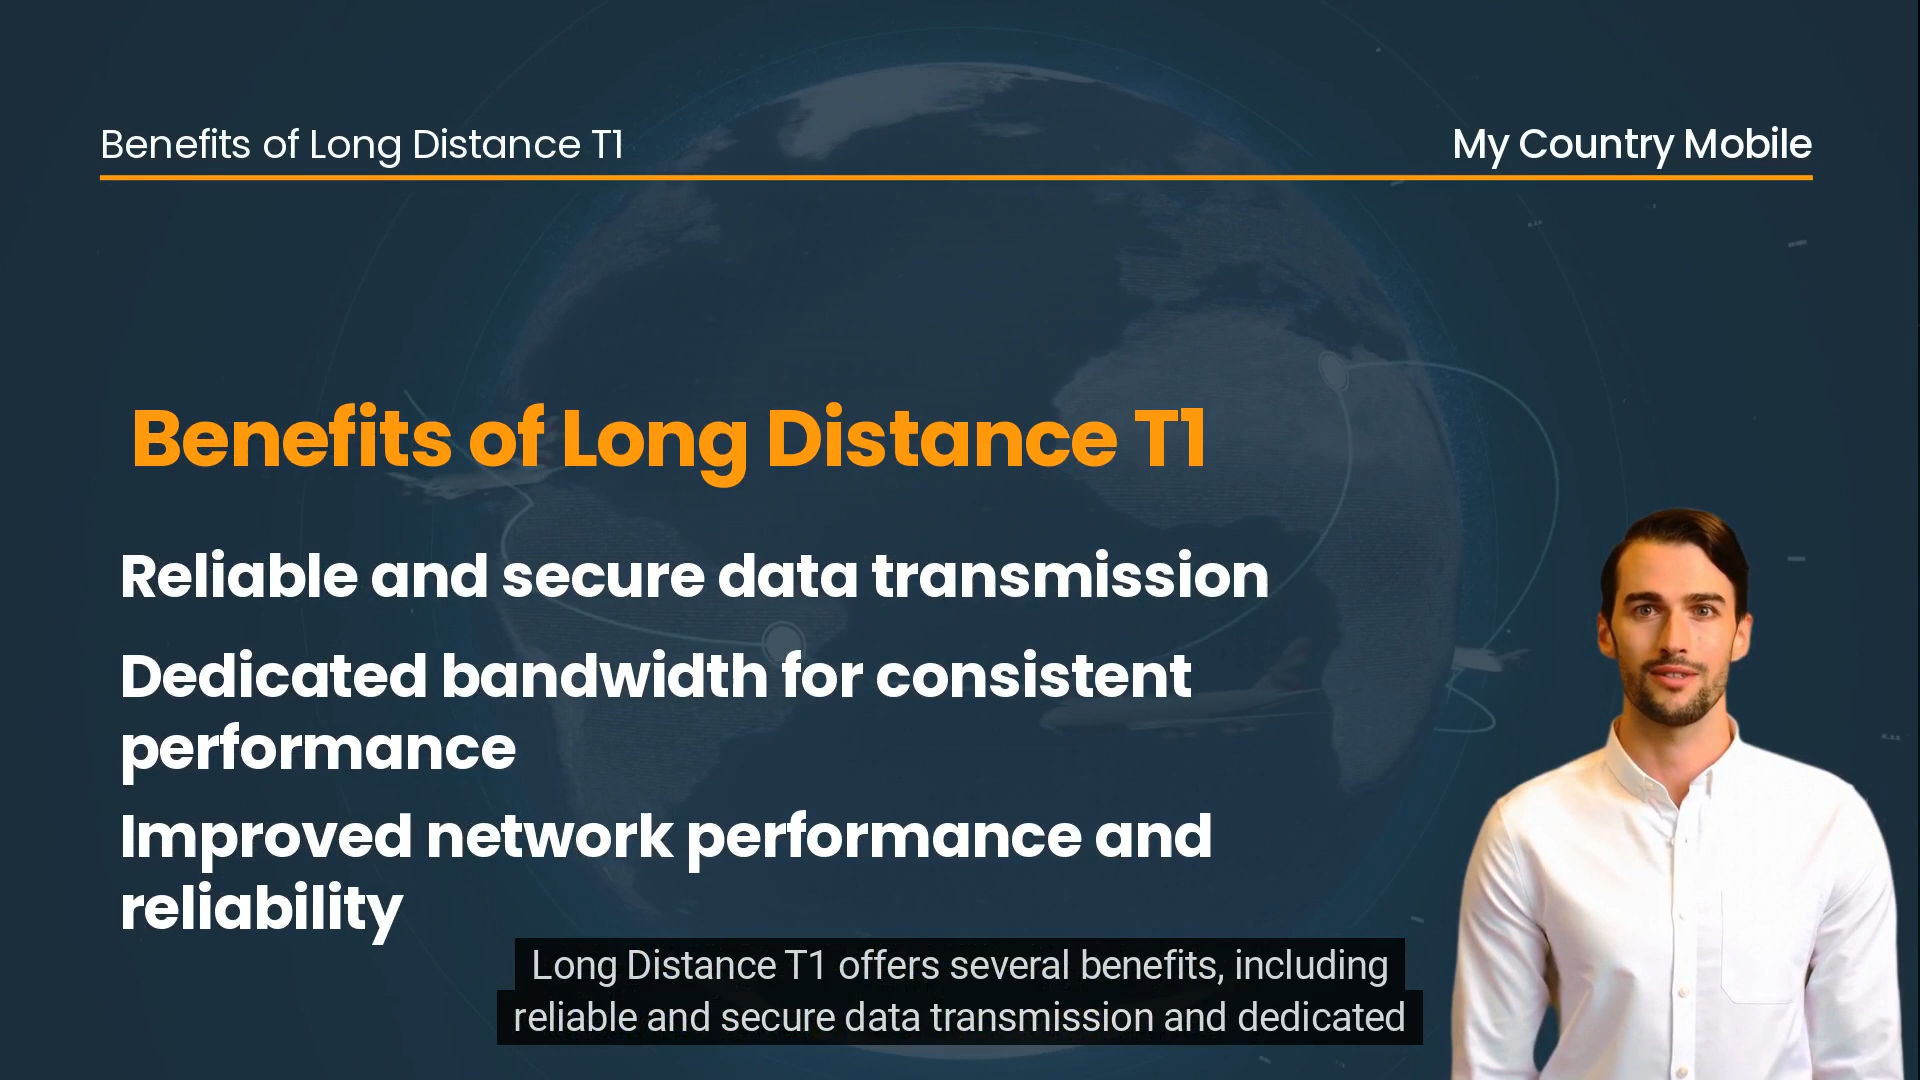 Benefits of Long Distance T1
My Country Mobile
Benefits of Long Distance T1
Reliable and secure data transmission
Dedicated bandwidth for consistent
performance
Improved network performance and
reliability
Long Distance T1 offers several benefits, including
reliable and secure data transmission and dedicated